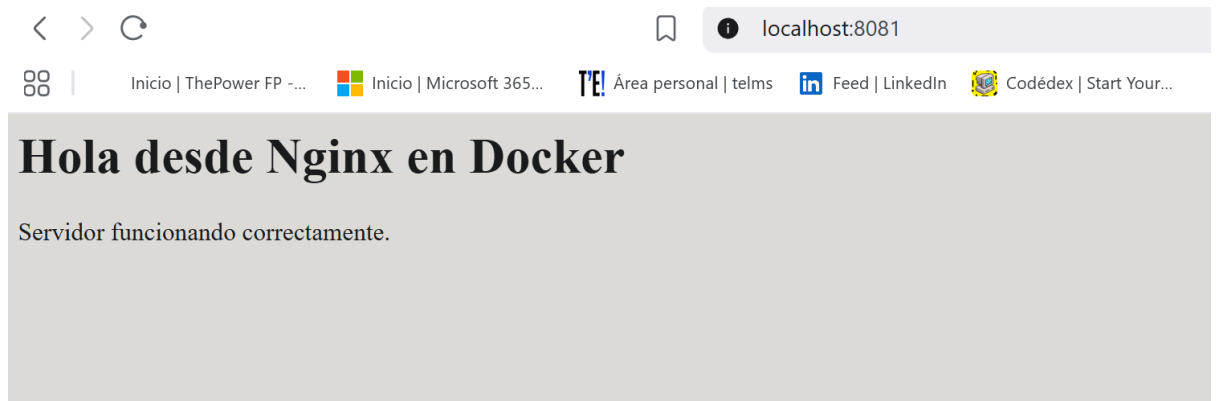 localhost:8081
Inicio | ThePower FP -... Inicio | Microsoft 365... T'E! Área personal | telms in Feed | LinkedIn Codédex | Start Your...
Hola desde Nginx en Docker
Servidor funcionando correctamente.